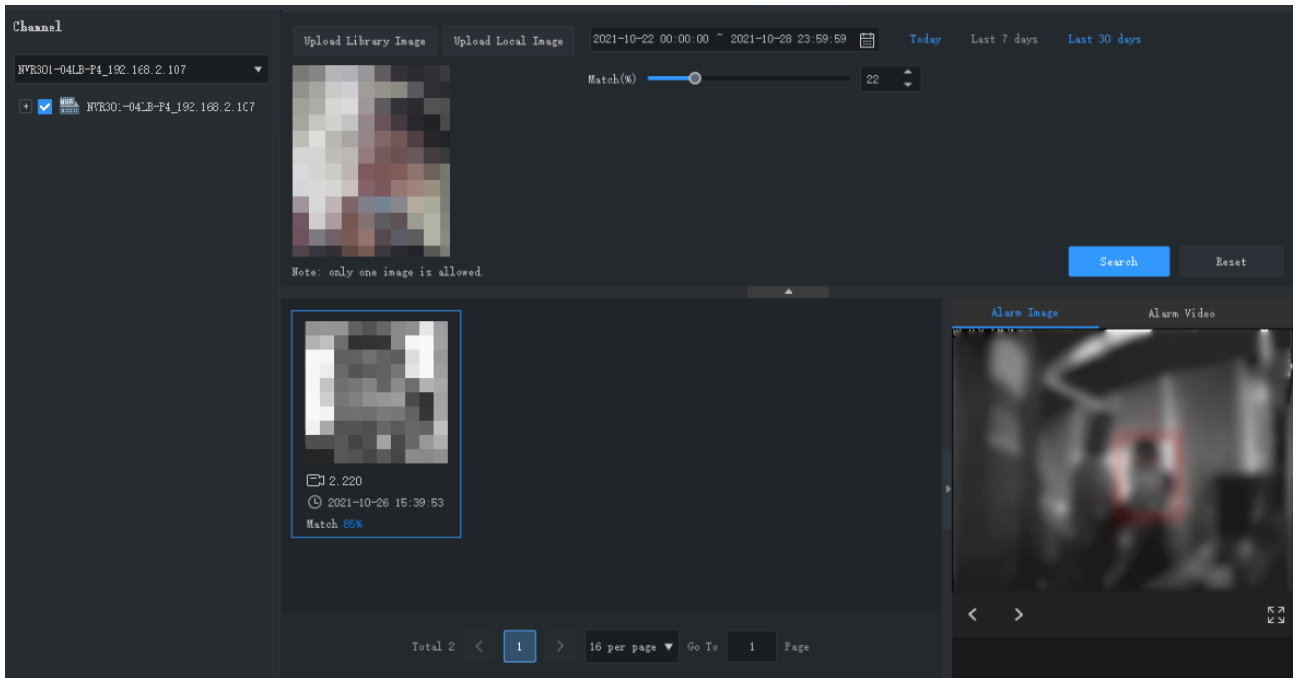 Channel
NVR301-04LB-P4_192.168.2.107
NVR301-04LB-P4_192.168.2.107
Upload Library Image
Upload Local Image
2021-10-22 00:00:00 ~ 2021-10-28 23:59:59
Today
Last 7 days
Last 30 days
Match(%)
22
Note: only one image is allowed.
Search
Reset
2.220
2021-10-26 15:39:53
Match 85%
Alarm Image
Alarm Video
Total 2
1
16 per page
Go To
1
Page